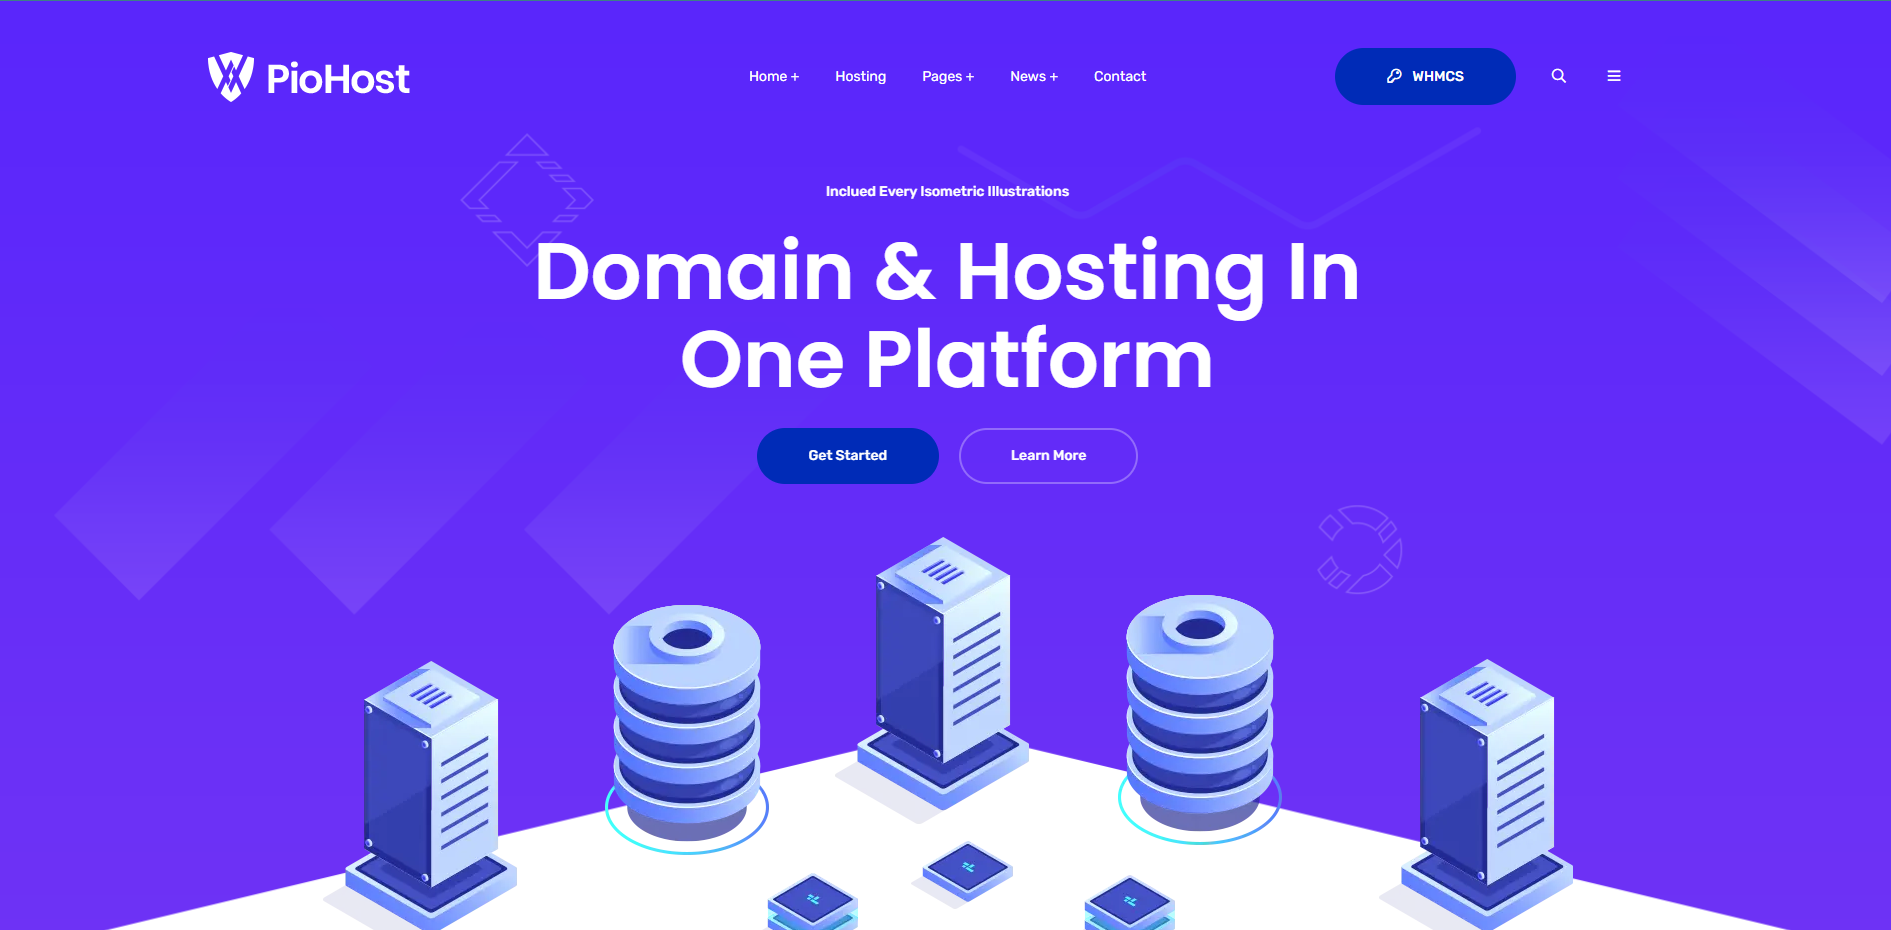 PioHost
Home +
Hosting
Pages +
News +
Contact
WHMCS
Inclued Every Isometric Illustrations
Domain & Hosting In
One Platform
Get Started
Learn More